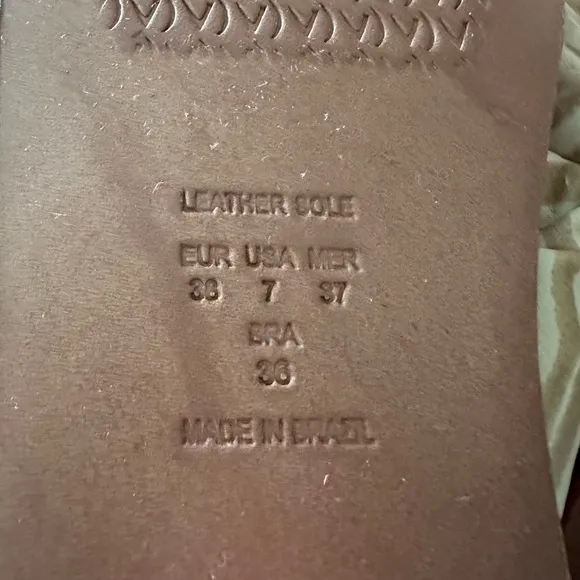 LEATHER SOLE
EUR USA MER
38 7 37
BRA
36
MADE IN BRAZIL